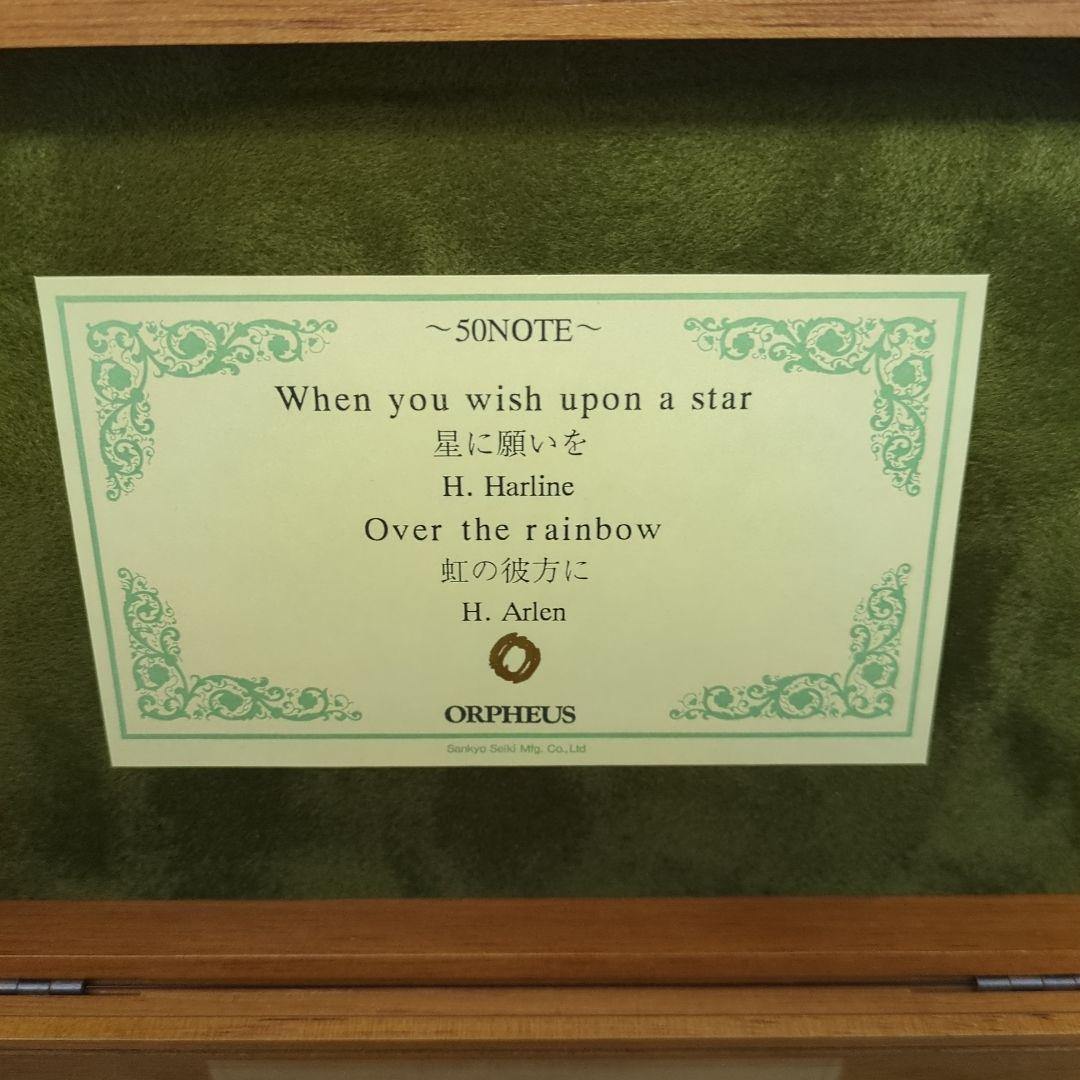 ～50NOTE～
When you wish upon a star
星に願いを
H. Harline
Over the rainbow
虹の彼方に
H. Arlen
ORPHEUS
Sankyo Seiki Mfg. Co.,Ltd